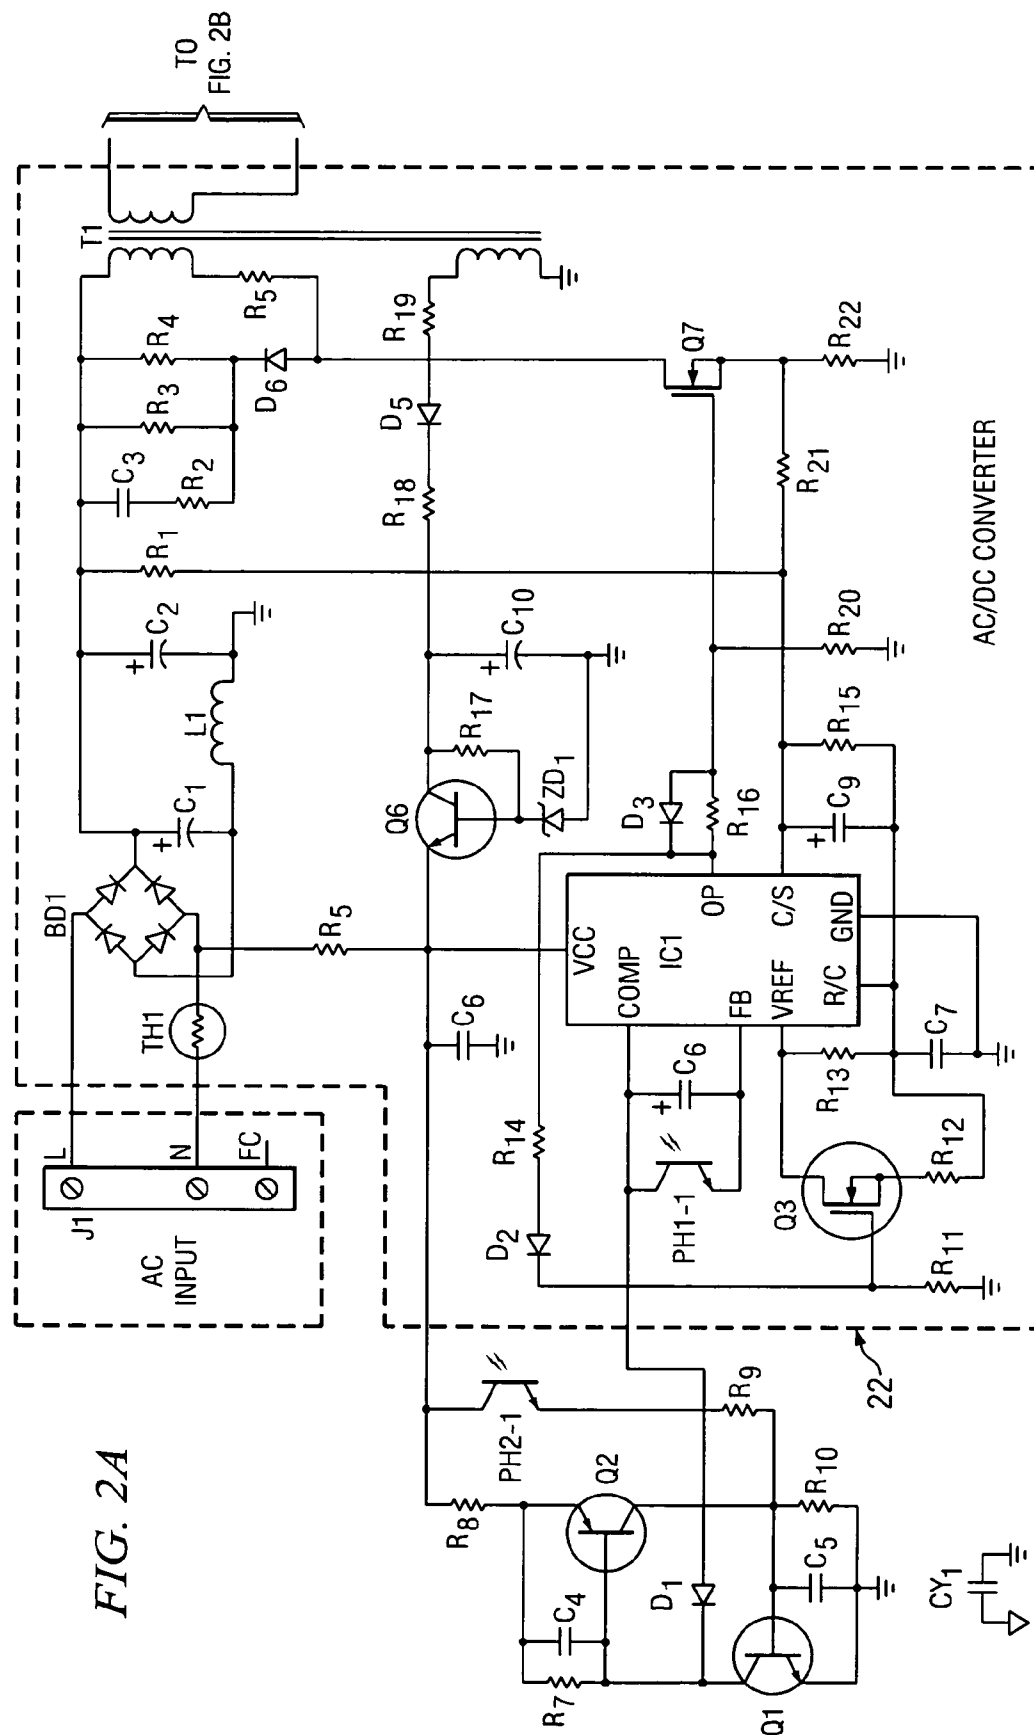 FIG. 2A
AC
INPUT
J1
L
N
FC
TH1
BD1
C1
+
L1
C2
+
R1
C3
R2
R3
R4
D6
R5
T1
TO
FIG. 2B
R5
C6
Q6
R17
ZD1
C10
+
R18
D5
R19
Q7
R22
R21
R20
R15
C9
+
R16
D3
VCC
COMP
IC1
OP
FB
C/S
VREF
R/C
GND
C6
+
PH1-1
R14
D2
R13
C7
Q3
R12
R11
22
AC/DC CONVERTER
PH2-1
R9
R8
Q2
C4
R7
D1
R10
C5
Q1
CY1